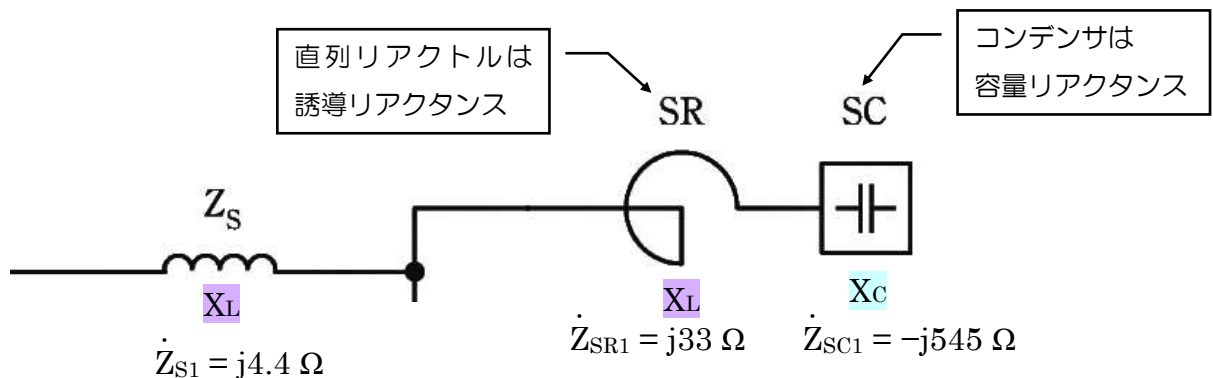 直列リアクトルは
誘導リアクタンス
コンデンサは
容量リアクタンス
SR
SC
ZS
XL
ŻS1 = j4.4 Ω
XL
ŻSR1 = j33 Ω
XC
ŻSC1 = −j545 Ω